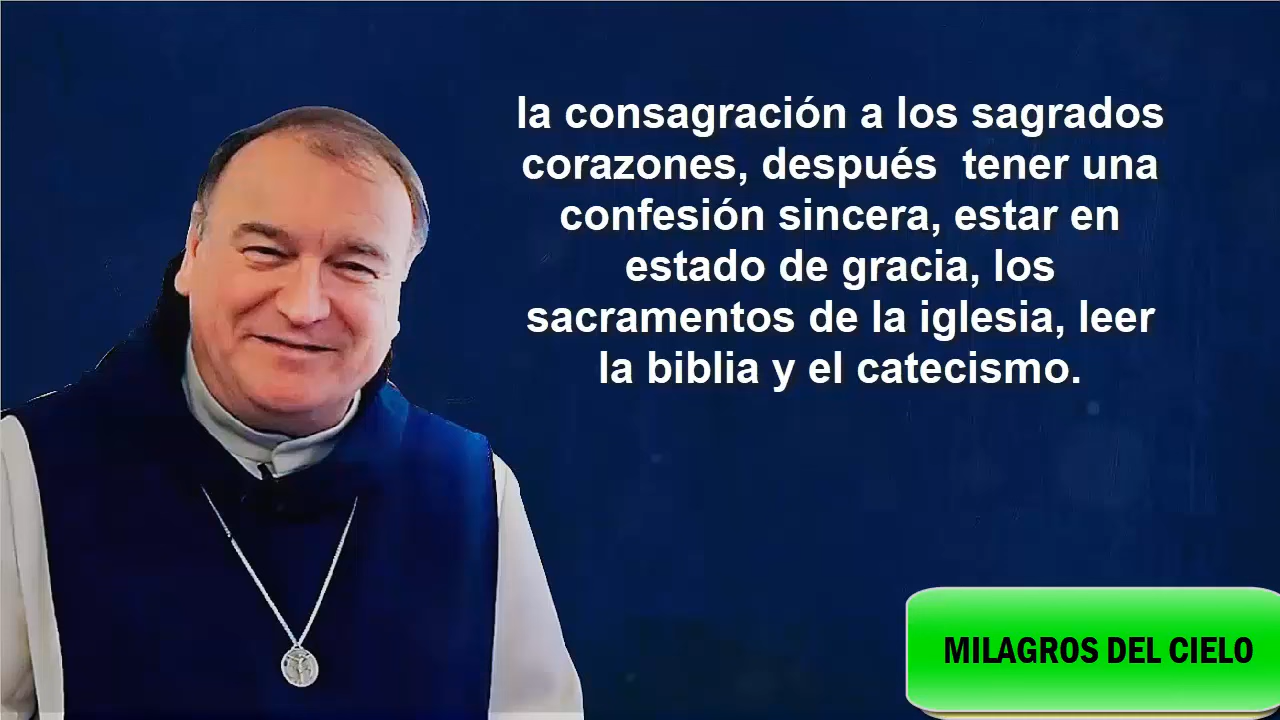 la consagración a los sagrados
corazones, después  tener una
confesión sincera, estar en
estado de gracia, los
sacramentos de la iglesia, leer
la biblia y el catecismo.
MILAGROS DEL CIELO